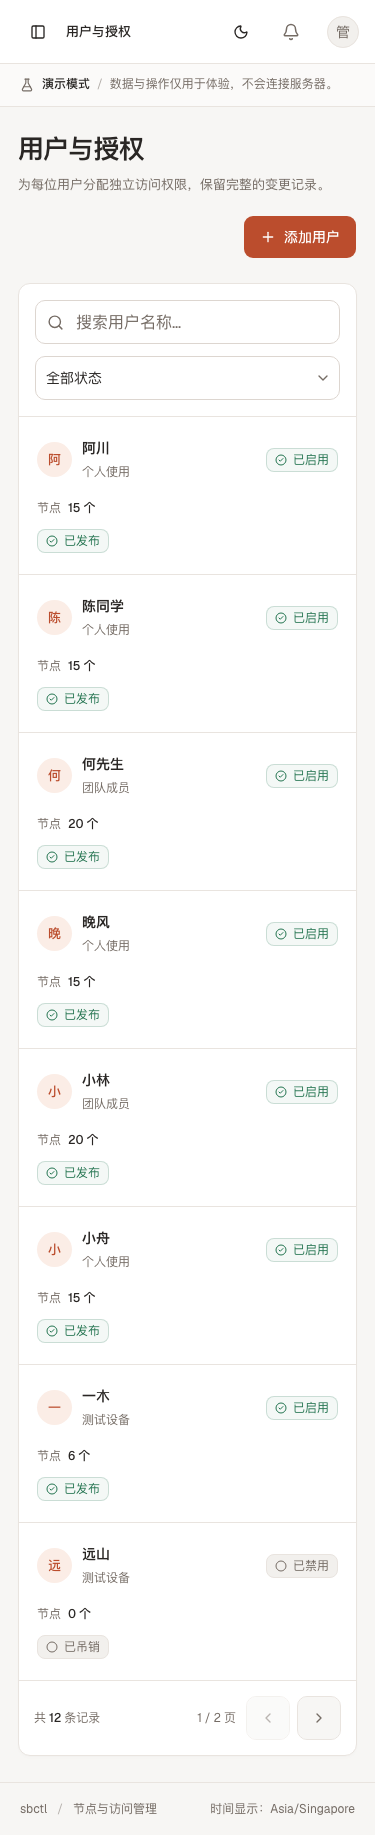 用户与授权
管
演示模式 / 数据与操作仅用于体验，不会连接服务器。
用户与授权
为每位用户分配独立访问权限，保留完整的变更记录。
添加用户
搜索用户名称...
全部状态
阿 阿川 已启用
个人使用
节点 15 个
已发布
陈 陈同学 已启用
个人使用
节点 15 个
已发布
何 何先生 已启用
团队成员
节点 20 个
已发布
晚 晚风 已启用
个人使用
节点 15 个
已发布
小 小林 已启用
团队成员
节点 20 个
已发布
小 小舟 已启用
个人使用
节点 15 个
已发布
一 一木 已启用
测试设备
节点 6 个
已发布
远 远山 已禁用
测试设备
节点 0 个
已吊销
共 12 条记录 1 / 2 页
sbctl / 节点与访问管理 时间显示：Asia/Singapore